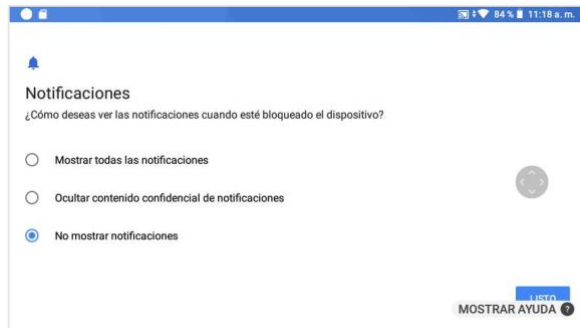 84 % 11:18 a. m.
Notificaciones
¿Cómo deseas ver las notificaciones cuando esté bloqueado el dispositivo?
Mostrar todas las notificaciones
Ocultar contenido confidencial de notificaciones
No mostrar notificaciones
LISTO
MOSTRAR AYUDA ?